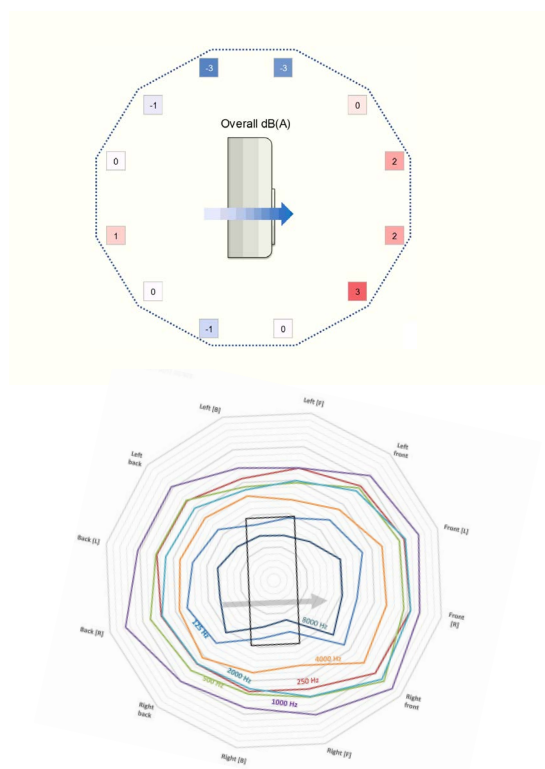 -3
-3
-1
0
Overall dB(A)
0
2
1
2
0
3
-1
0
Left [B]
Left [F]
Left
back
Left
front
Back [L]
Front [L]
Back [R]
Front
[R]
125 Hz
8000 Hz
4000 Hz
2000 Hz
500 Hz
250 Hz
1000 Hz
Right
back
Right
front
Right [B]
Right [F]